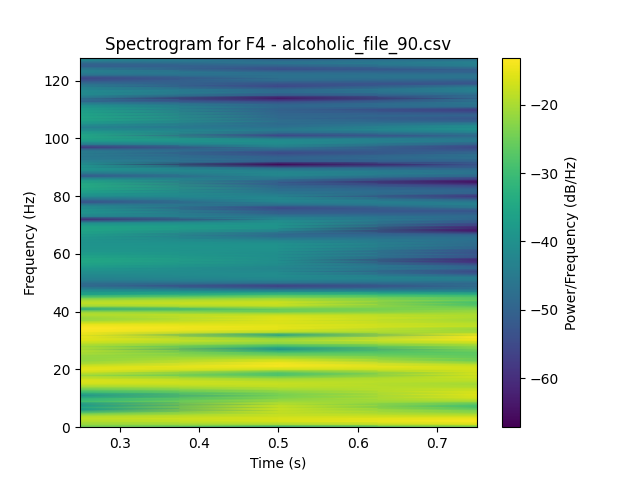 Spectrogram for F4 - alcoholic_file_90.csv
120
100
80
60
40
20
0
Frequency (Hz)
0.3 0.4 0.5 0.6 0.7
Time (s)
−20
−30
−40
−50
−60
Power/Frequency (dB/Hz)